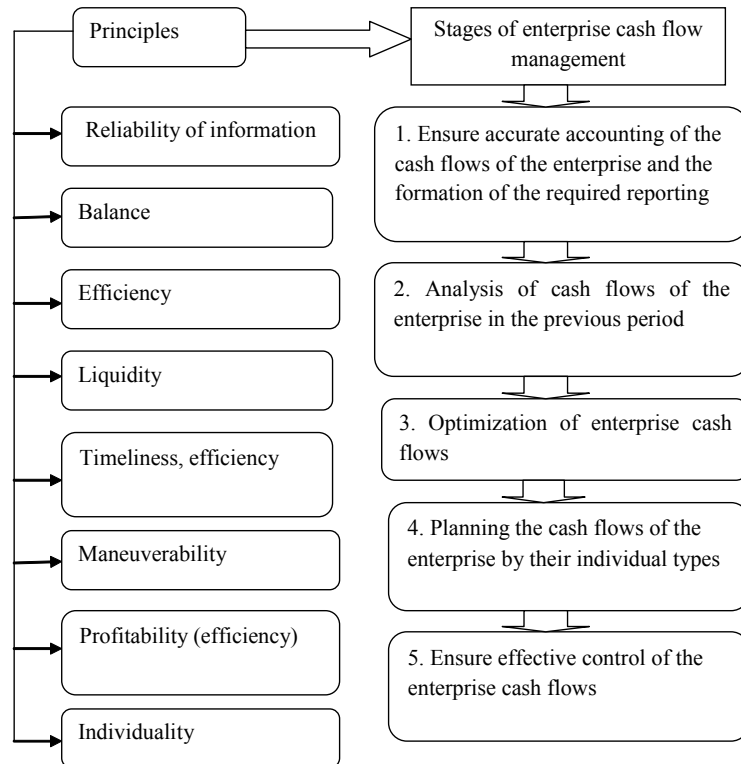 Principles
Reliability of information
Balance
Efficiency
Liquidity
Timeliness, efficiency
Maneuverability
Profitability (efficiency)
Individuality
Stages of enterprise cash flow
management
1. Ensure accurate accounting of the
cash flows of the enterprise and the
formation of the required reporting
2. Analysis of cash flows of the
enterprise in the previous period
3. Optimization of enterprise cash
flows
4. Planning the cash flows of the
enterprise by their individual types
5. Ensure effective control of the
enterprise cash flows